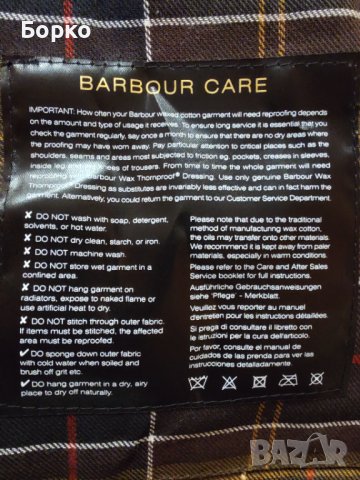 Борко
BARBOUR CARE
IMPORTANT: How often your Barbour waxed cotton garment will need reproofing depends
on the amount and type of usage it receives. To ensure long service it is essential that you
check the garment regularly, say once a month to ensure that there are no dry areas where
the proofing may have worn away. Pay particular attention to critical places such as the
shoulders, seams and areas most subjected to friction eg. pockets, creases in sleeves,
inside leg and knees of trousers. From time to time the whole garment will need
reproofing with Barbour Wax Thornproof® Dressing. Use only genuine Barbour Wax
Thornproof® Dressing as substitutes are invariably less effective and can in fact harm the
garment. Alternatively, you could return the garment to our Customer Service Department.
✘ DO NOT wash with soap, detergent,
solvents, or hot water.
✘ DO NOT dry clean, starch, or iron.
✘ DO NOT machine wash.
✘ DO NOT store wet garment in a
confined area.
✘ DO NOT hang garment on
radiators, expose to naked flame or
use artificial heat to dry.
✘ DO NOT stitch through outer fabric.
If items must be stitched, the affected
area must be reproofed.
✓ DO sponge down outer fabric
with cold water when soiled and
brush off grit etc.
✓ DO hang garment in a dry, airy
place to dry off naturally.
Please note that due to the traditional
method of manufacturing wax cotton,
the oils may transfer onto other materials.
We recommend it is kept away from paler
materials, especially in warm conditions.
Please refer to the Care and After Sales
Service booklet for full instructions.
Ausführliche Gebrauchsanweisungen
siehe "Pflege" - Merkblatt.
Veuillez vous reporter au manuel
d'entretien pour les instructions détaillées.
Si prega di consultare il libretto con
le istruzioni per la cura dell'articolo.
Por favor, consulte el manual de
cuidados de las prenda para ver las
instrucciones detalladas.
BAZAR